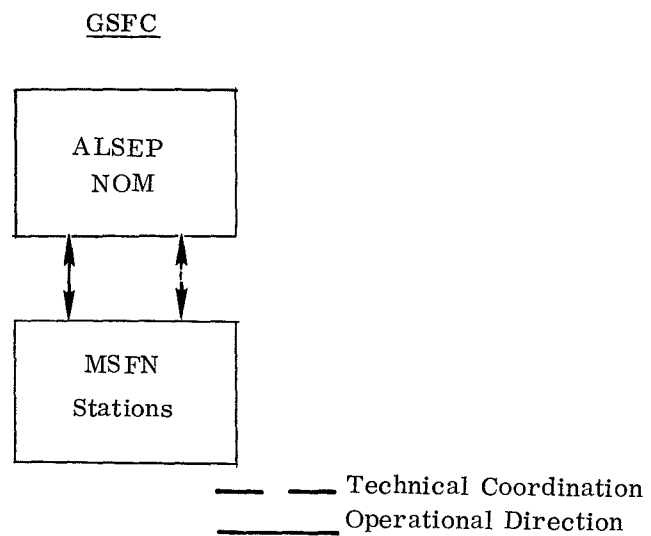 GSFC
ALSEP
NOM
MSFN
Stations
Technical Coordination
Operational Direction